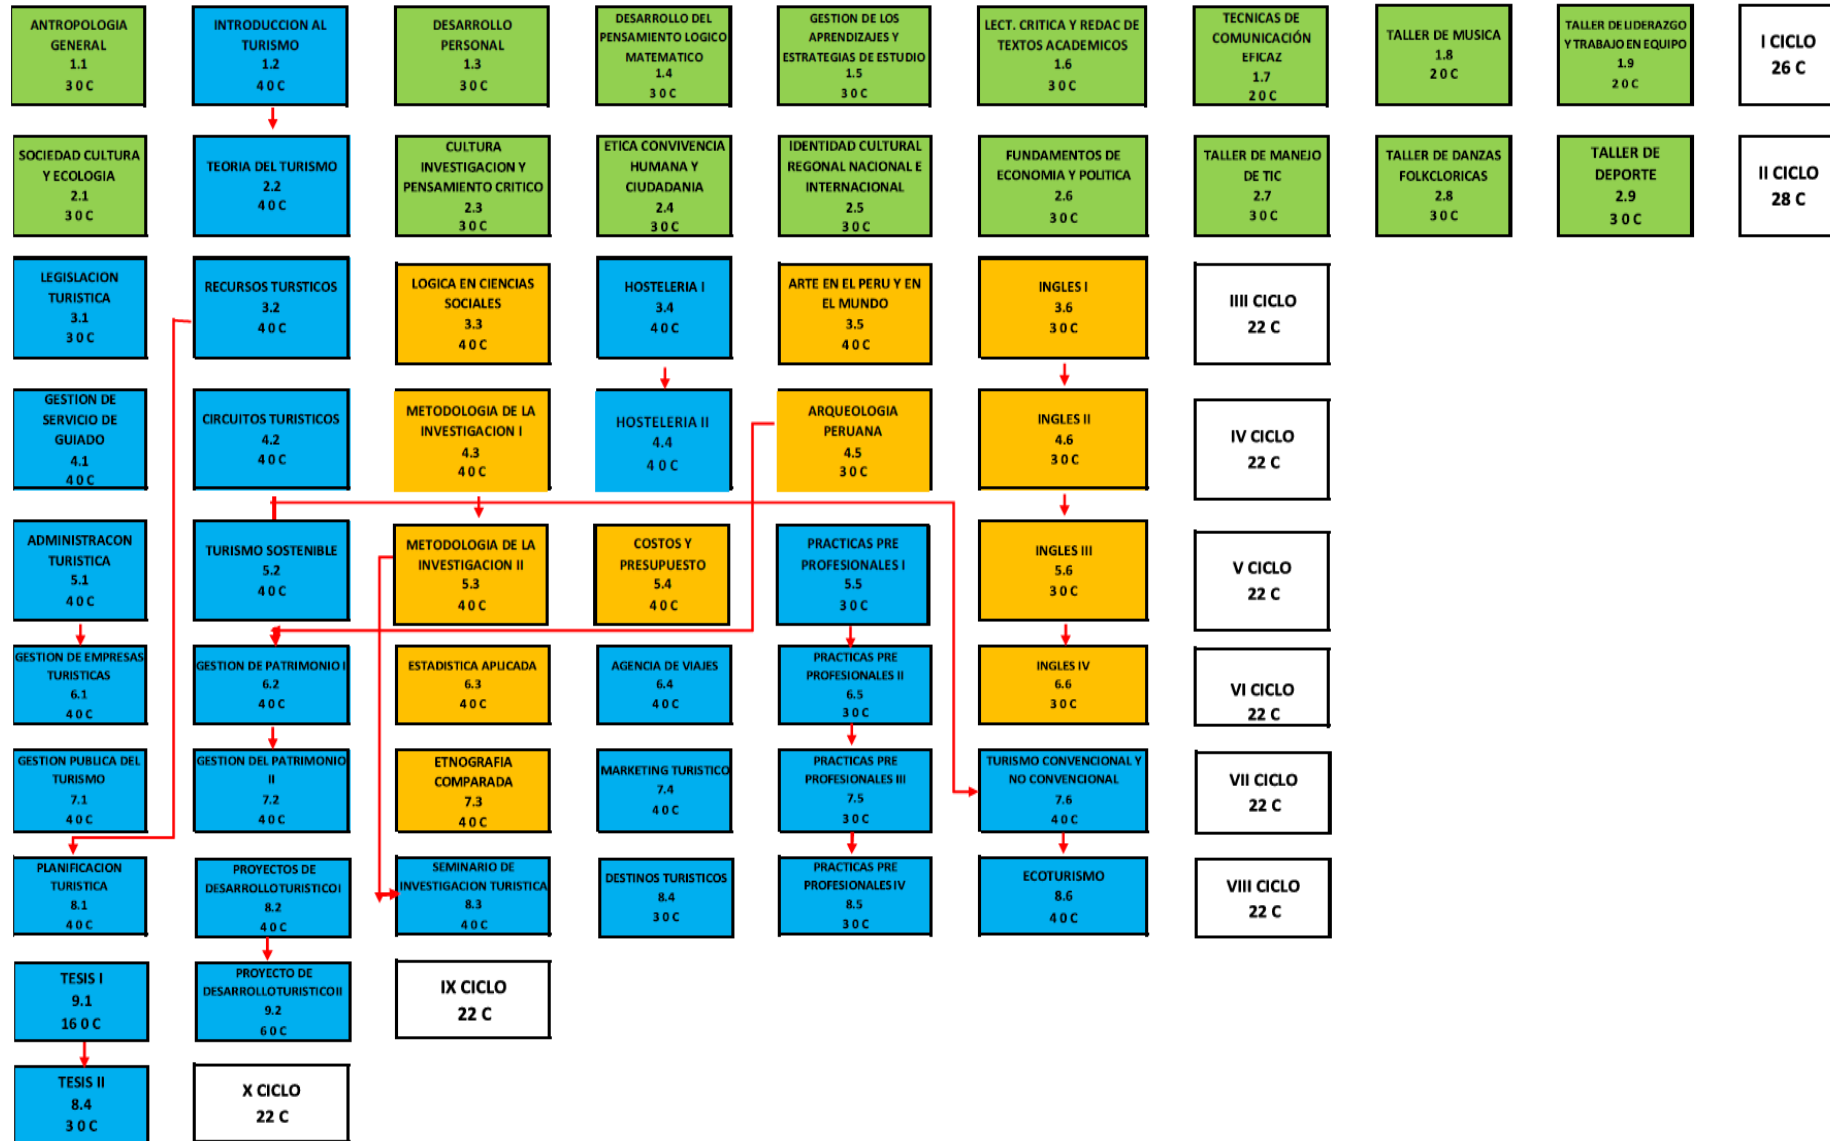 ANTROPOLOGIA
GENERAL
1.1
3 0 C
INTRODUCCION AL
TURISMO
1.2
4 0 C
DESARROLLO
PERSONAL
1.3
3 0 C
DESARROLLO DEL
PENSAMIENTO LOGICO
MATEMATICO
1.4
3 0 C
GESTION DE LOS
APRENDIZAJES Y
ESTRATEGIAS DE ESTUDIO
1.5
3 0 C
LECT. CRITICA Y REDAC DE
TEXTOS ACADEMICOS
1.6
3 0 C
TECNICAS DE
COMUNICACIÓN
EFICAZ
1.7
2 0 C
TALLER DE MUSICA
1.8
2 0 C
TALLER DE LIDERAZGO
Y TRABAJO EN EQUIPO
1.9
2 0 C
I CICLO
26 C
SOCIEDAD CULTURA
Y ECOLOGIA
2.1
3 0 C
TEORIA DEL TURISMO
2.2
4 0 C
CULTURA
INVESTIGACION Y
PENSAMIENTO CRITICO
2.3
3 0 C
ETICA CONVIVENCIA
HUMANA Y
CIUDADANIA
2.4
3 0 C
IDENTIDAD CULTURAL
REGONAL NACIONAL E
INTERNACIONAL
2.5
3 0 C
FUNDAMENTOS DE
ECONOMIA Y POLITICA
2.6
3 0 C
TALLER DE MANEJO
DE TIC
2.7
3 0 C
TALLER DE DANZAS
FOLKCLORICAS
2.8
3 0 C
TALLER DE
DEPORTE
2.9
3 0 C
II CICLO
28 C
LEGISLACION
TURISTICA
3.1
3 0 C
RECURSOS TURSTICOS
3.2
4 0 C
LOGICA EN CIENCIAS
SOCIALES
3.3
4 0 C
HOSTELERIA I
3.4
4 0 C
ARTE EN EL PERU Y EN
EL MUNDO
3.5
4 0 C
INGLES I
3.6
3 0 C
IIII CICLO
22 C
GESTION DE
SERVICIO DE
GUIADO
4.1
4 0 C
CIRCUITOS TURISTICOS
4.2
4 0 C
METODOLOGIA DE LA
INVESTIGACION I
4.3
4 0 C
HOSTELERIA II
4.4
4 0 C
ARQUEOLOGIA
PERUANA
4.5
3 0 C
INGLES II
4.6
3 0 C
IV CICLO
22 C
ADMINISTRACON
TURISTICA
5.1
4 0 C
TURISMO SOSTENIBLE
5.2
4 0 C
METODOLOGIA DE LA
INVESTIGACION II
5.3
4 0 C
COSTOS Y
PRESUPUESTO
5.4
4 0 C
PRACTICAS PRE
PROFESIONALES I
5.5
3 0 C
INGLES III
5.6
3 0 C
V CICLO
22 C
GESTION DE EMPRESAS
TURISTICAS
6.1
4 0 C
GESTION DE PATRIMONIO I
6.2
4 0 C
ESTADISTICA APLICADA
6.3
4 0 C
AGENCIA DE VIAJES
6.4
4 0 C
PRACTICAS PRE
PROFESIONALES II
6.5
3 0 C
INGLES IV
6.6
3 0 C
VI CICLO
22 C
GESTION PUBLICA DEL
TURISMO
7.1
4 0 C
GESTION DEL PATRIMONIO
II
7.2
4 0 C
ETNOGRAFIA
COMPARADA
7.3
4 0 C
MARKETING TURISTICO
7.4
4 0 C
PRACTICAS PRE
PROFESIONALES III
7.5
3 0 C
TURISMO CONVENCIONAL Y
NO CONVENCIONAL
7.6
4 0 C
VII CICLO
22 C
PLANIFICACION
TURISTICA
8.1
4 0 C
PROYECTOS DE
DESARROLLO TURISTICO I
8.2
4 0 C
SEMINARIO DE
INVESTIGACION TURISTICA
8.3
4 0 C
DESTINOS TURISTICOS
8.4
3 0 C
PRACTICAS PRE
PROFESIONALES IV
8.5
3 0 C
ECOTURISMO
8.6
4 0 C
VIII CICLO
22 C
TESIS I
9.1
16 0 C
PROYECTO DE
DESARROLLO TURISTICO II
9.2
6 0 C
IX CICLO
22 C
TESIS II
8.4
3 0 C
X CICLO
22 C